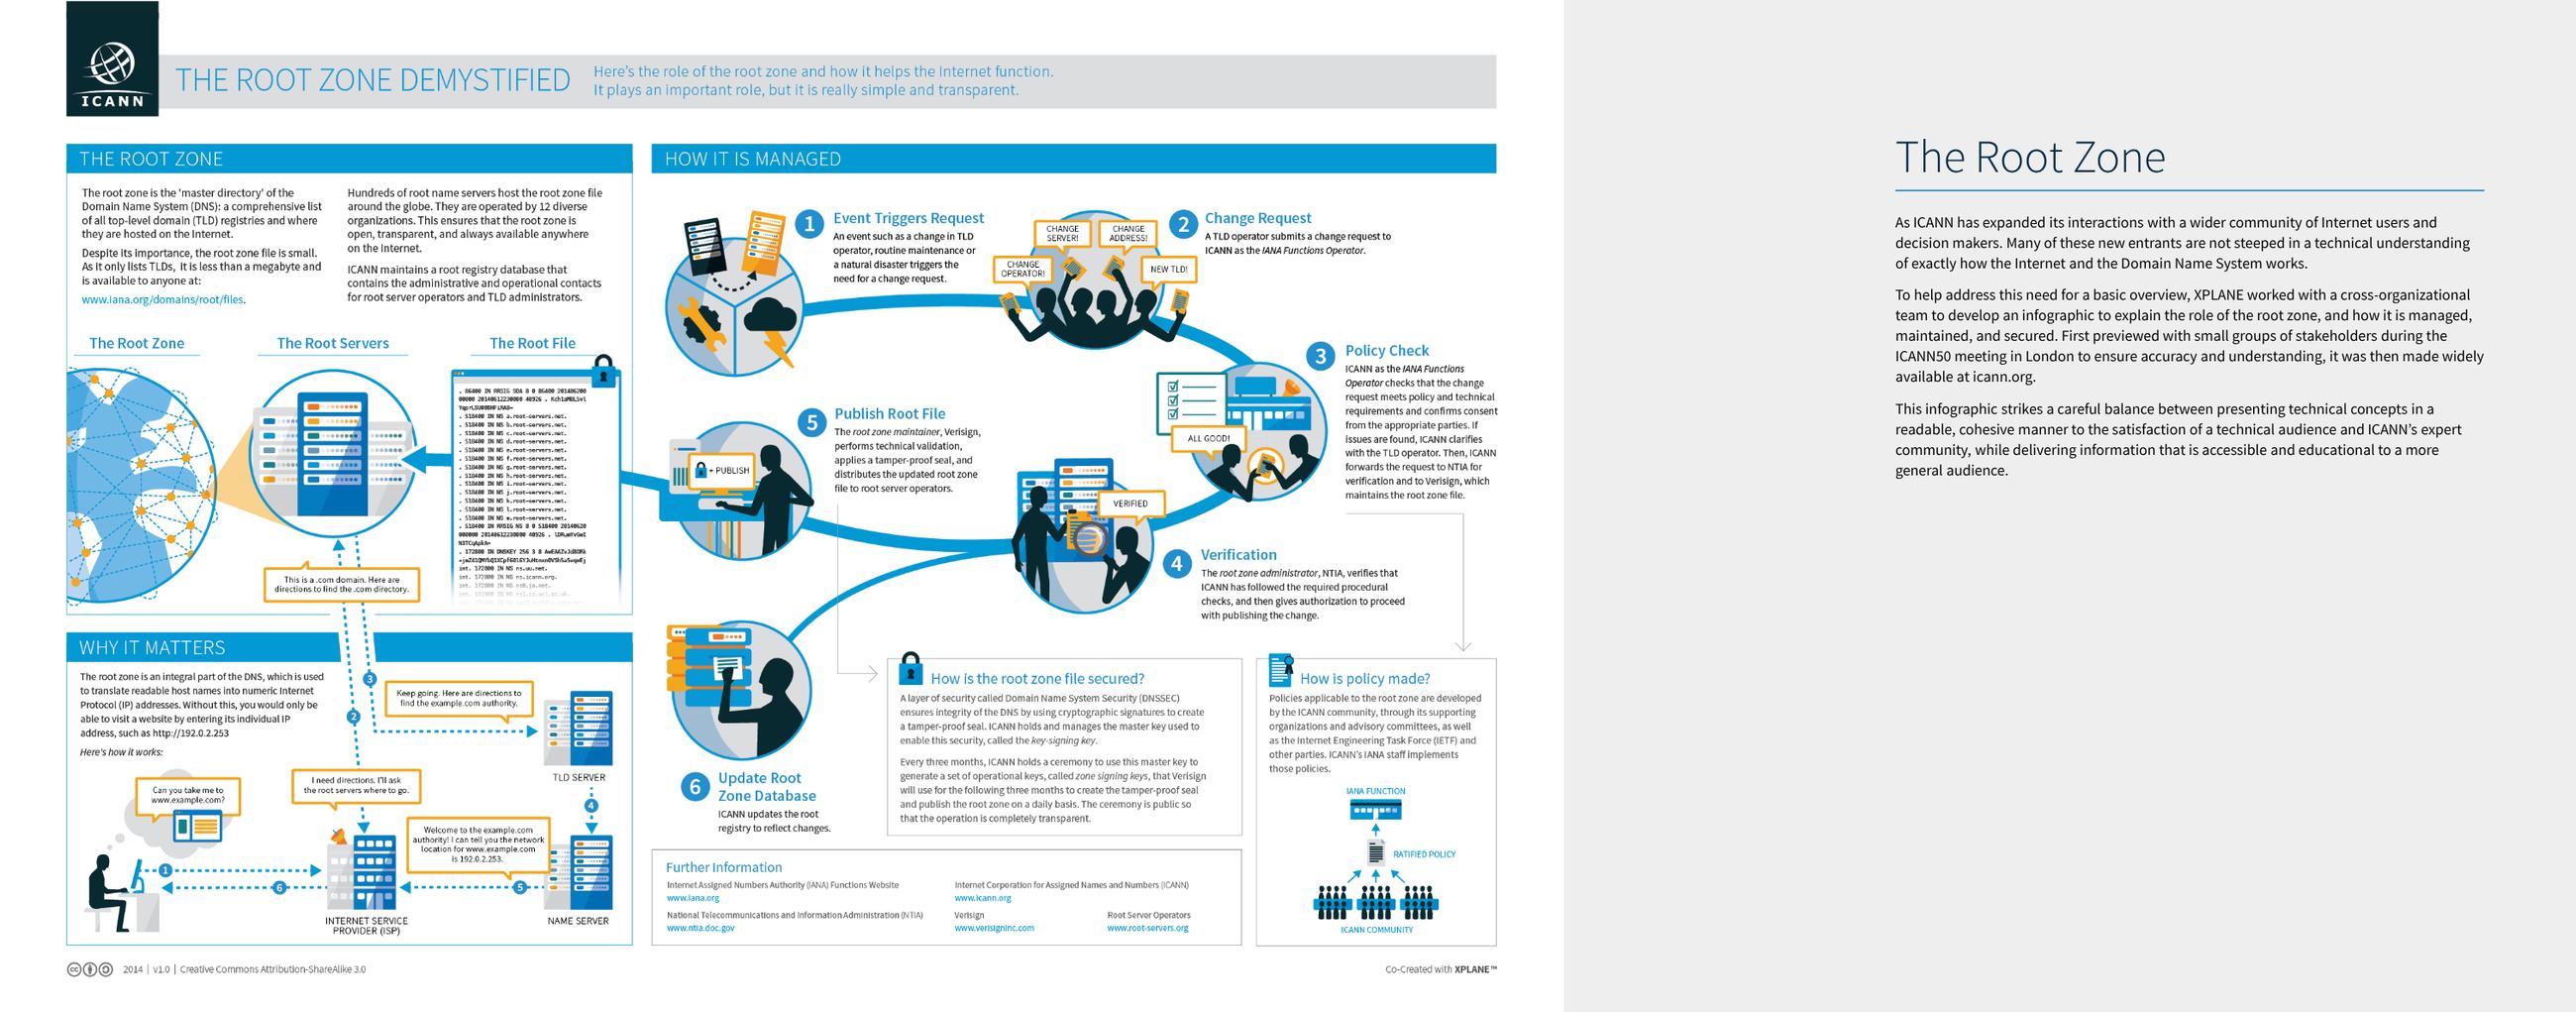 ICANN
THE ROOT ZONE DEMYSTIFIED
Here's the role of the root zone and how it helps the Internet function.
It plays an important role, but it is really simple and transparent.
THE ROOT ZONE
The root zone is the 'master directory' of the
Domain Name System (DNS): a comprehensive list
of all top-level domain (TLD) registries and where
they are hosted on the Internet.
Despite its importance, the root zone file is small.
As it only lists TLDs, it is less than a megabyte and
is available to anyone at:
www.iana.org/domains/root/files.
Hundreds of root name servers host the root zone file
around the globe. They are operated by 12 diverse
organizations. This ensures that the root zone is
open, transparent, and always available anywhere
on the Internet.
ICANN maintains a root registry database that
contains the administrative and operational contacts
for root server operators and TLD administrators.
The Root Zone
The Root Servers
The Root File
. 518400 IN NS a.root-servers.net.
. 518400 IN NS b.root-servers.net.
This is a .com domain. Here are
directions to find the .com directory.
WHY IT MATTERS
The root zone is an integral part of the DNS, which is used
to translate readable host names into numeric Internet
Protocol (IP) addresses. Without this, you would only be
able to visit a website by entering its individual IP
address, such as http://192.0.2.253
Here's how it works:
Can you take me to
www.example.com?
I need directions. I'll ask
the root servers where to go.
Keep going. Here are directions to
find the example.com authority.
Welcome to the example.com
authority! I can tell you the network
location for www.example.com
is 192.0.2.253.
1
2
3
4
5
6
TLD SERVER
INTERNET SERVICE
PROVIDER (ISP)
NAME SERVER
HOW IT IS MANAGED
1
Event Triggers Request
An event such as a change in TLD
operator, routine maintenance or
a natural disaster triggers the
need for a change request.
CHANGE
SERVER!
CHANGE
ADDRESS!
CHANGE
OPERATOR!
NEW TLD!
2
Change Request
A TLD operator submits a change request to
ICANN as the IANA Functions Operator.
3
Policy Check
ICANN as the IANA Functions
Operator checks that the change
request meets policy and technical
requirements and confirms consent
from the appropriate parties. If
issues are found, ICANN clarifies
with the TLD operator. Then, ICANN
forwards the request to NTIA for
verification and to Verisign, which
maintains the root zone file.
ALL GOOD!
VERIFIED
4
Verification
The root zone administrator, NTIA, verifies that
ICANN has followed the required procedural
checks, and then gives authorization to proceed
with publishing the change.
5
Publish Root File
The root zone maintainer, Verisign,
performs technical validation,
applies a tamper-proof seal, and
distributes the updated root zone
file to root server operators.
+ PUBLISH
6
Update Root
Zone Database
ICANN updates the root
registry to reflect changes.
How is the root zone file secured?
A layer of security called Domain Name System Security (DNSSEC)
ensures integrity of the DNS by using cryptographic signatures to create
a tamper-proof seal. ICANN holds and manages the master key used to
enable this security, called the key-signing key.
Every three months, ICANN holds a ceremony to use this master key to
generate a set of operational keys, called zone signing keys, that Verisign
will use for the following three months to create the tamper-proof seal
and publish the root zone on a daily basis. The ceremony is public so
that the operation is completely transparent.
How is policy made?
Policies applicable to the root zone are developed
by the ICANN community, through its supporting
organizations and advisory committees, as well
as the Internet Engineering Task Force (IETF) and
other parties. ICANN's IANA staff implements
those policies.
IANA FUNCTION
RATIFIED POLICY
ICANN COMMUNITY
Further Information
Internet Assigned Numbers Authority (IANA) Functions Website
www.iana.org
Internet Corporation for Assigned Names and Numbers (ICANN)
www.icann.org
National Telecommunications and Information Administration (NTIA)
www.ntia.doc.gov
Verisign
www.verisigninc.com
Root Server Operators
www.root-servers.org
cc 2014 | v1.0 | Creative Commons Attribution-ShareAlike 3.0
Co-Created with XPLANE™
The Root Zone
As ICANN has expanded its interactions with a wider community of Internet users and
decision makers. Many of these new entrants are not steeped in a technical understanding
of exactly how the Internet and the Domain Name System works.
To help address this need for a basic overview, XPLANE worked with a cross-organizational
team to develop an infographic to explain the role of the root zone, and how it is managed,
maintained, and secured. First previewed with small groups of stakeholders during the
ICANN50 meeting in London to ensure accuracy and understanding, it was then made widely
available at icann.org.
This infographic strikes a careful balance between presenting technical concepts in a
readable, cohesive manner to the satisfaction of a technical audience and ICANN's expert
community, while delivering information that is accessible and educational to a more
general audience.